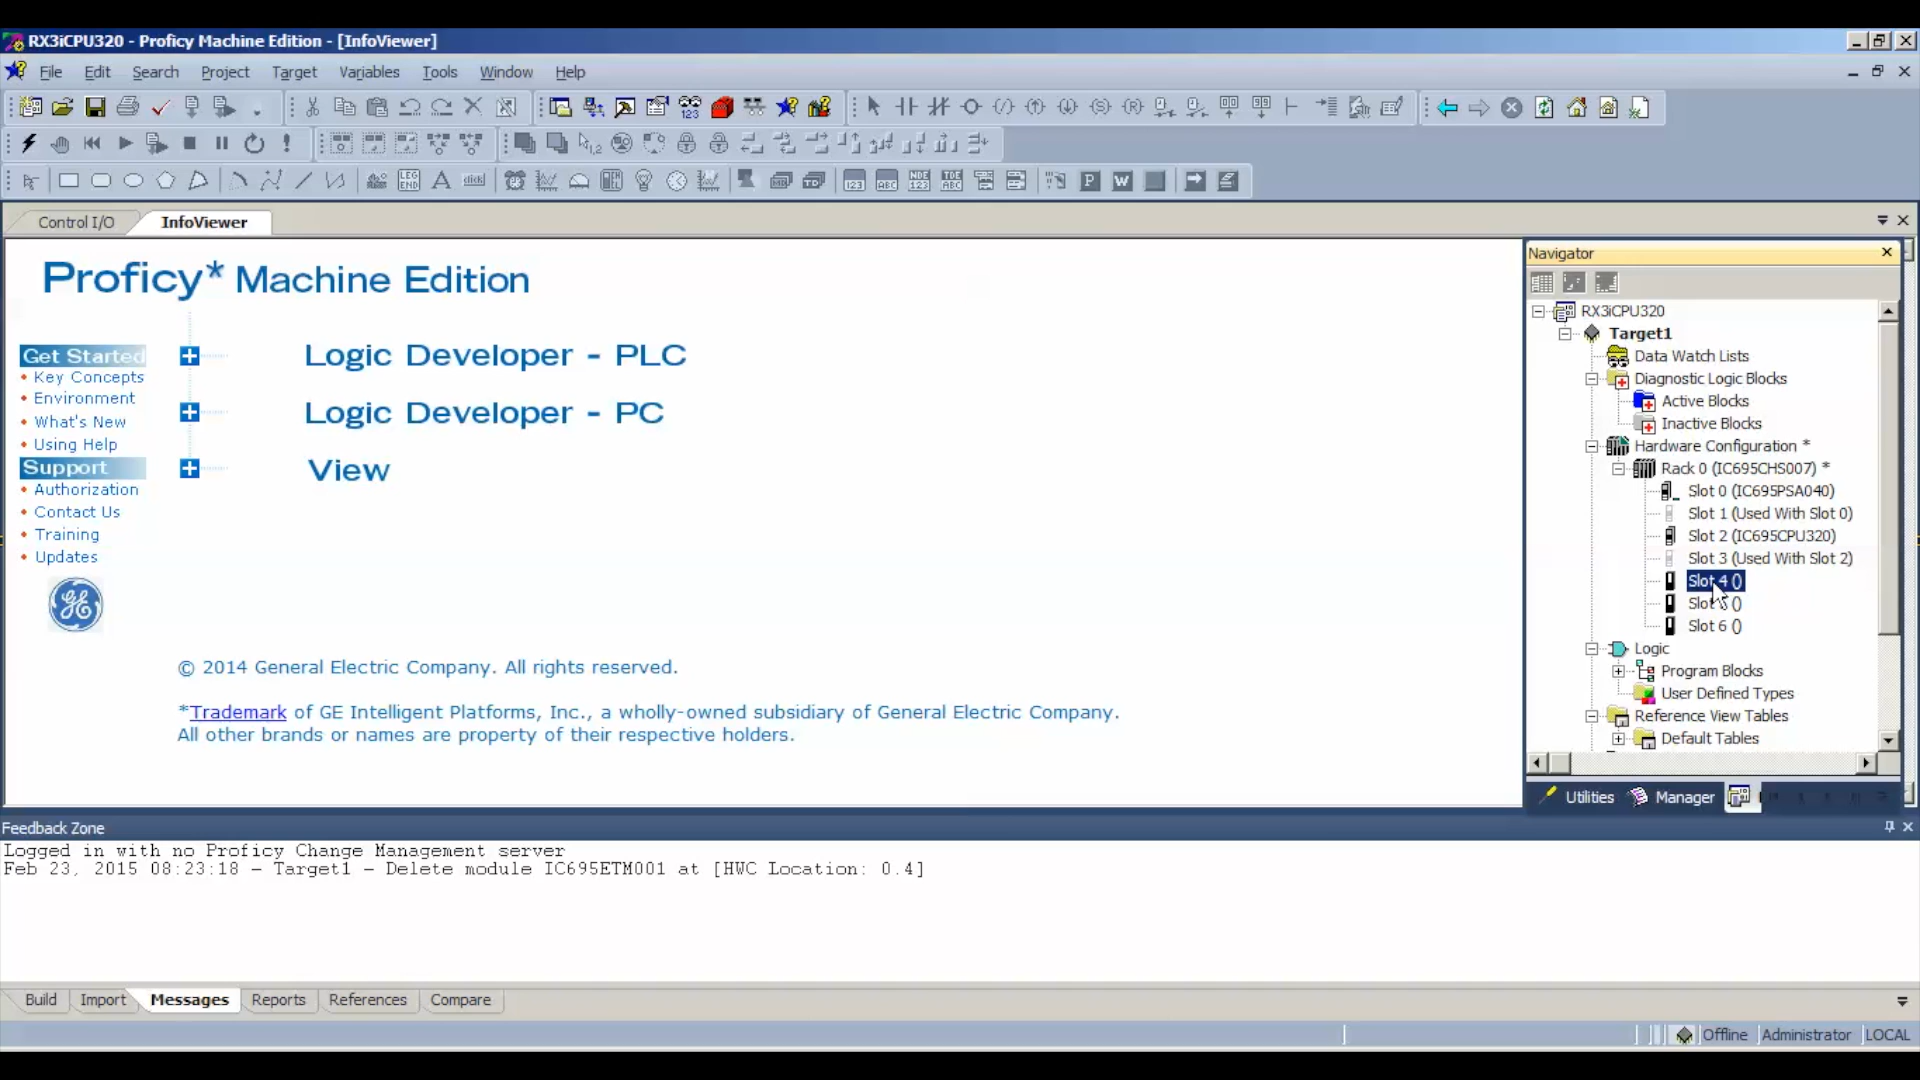 RX3iCPU320 - Proficy Machine Edition - [InfoViewer]
File Edit Search Project Target Variables Tools Window Help
Control I/O InfoViewer
Proficy* Machine Edition
Get Started
Key Concepts
Environment
What's New
Using Help
Support
Authorization
Contact Us
Training
Updates
Logic Developer - PLC
Logic Developer - PC
View
© 2014 General Electric Company. All rights reserved.
*Trademark of GE Intelligent Platforms, Inc., a wholly-owned subsidiary of General Electric Company.
All other brands or names are property of their respective holders.
Navigator
RX3iCPU320
Target1
Data Watch Lists
Diagnostic Logic Blocks
Active Blocks
Inactive Blocks
Hardware Configuration *
Rack 0 (IC695CHS007) *
Slot 0 (IC695PSA040)
Slot 1 (Used With Slot 0)
Slot 2 (IC695CPU320)
Slot 3 (Used With Slot 2)
Slot 4 ()
Slot ()
Slot 6 ()
Logic
Program Blocks
User Defined Types
Reference View Tables
Default Tables
Utilities Manager
Feedback Zone
Logged in with no Proficy Change Management server
Feb 23, 2015 08:23:18 - Target1 - Delete module IC695ETM001 at [HWC Location: 0.4]
Build Import Messages Reports References Compare
Offline Administrator LOCAL